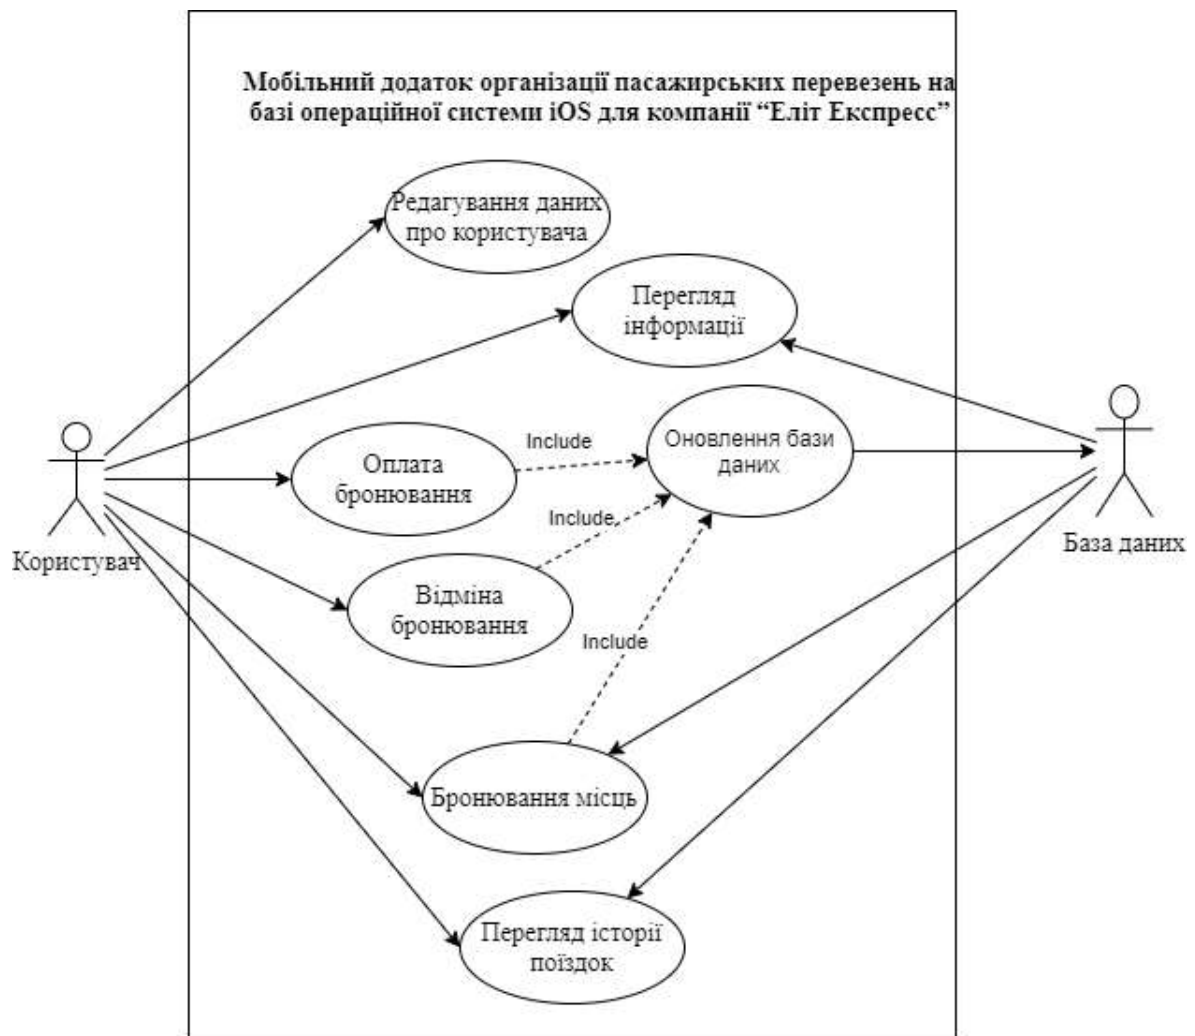 Мобільний додаток організації пасажирських перевезень на
базі операційної системи iOS для компанії “Еліт Експресс”
Редагування даних
про користувача
Перегляд
інформації
Оплата
бронювання
Include
Оновлення бази
даних
Include
Користувач
База даних
Відміна
бронювання
Include
Бронювання місць
Перегляд історії
поїздок